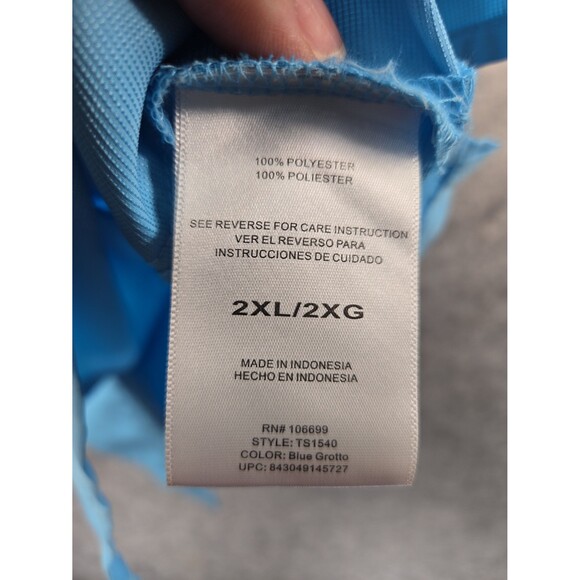 100% POLYESTER
100% POLIESTER
SEE REVERSE FOR CARE INSTRUCTION
VER EL REVERSO PARA
INSTRUCCIONES DE CUIDADO
2XL/2XG
MADE IN INDONESIA
HECHO EN INDONESIA
RN# 106699
STYLE: TS1540
COLOR: Blue Grotto
UPC: 843049145727